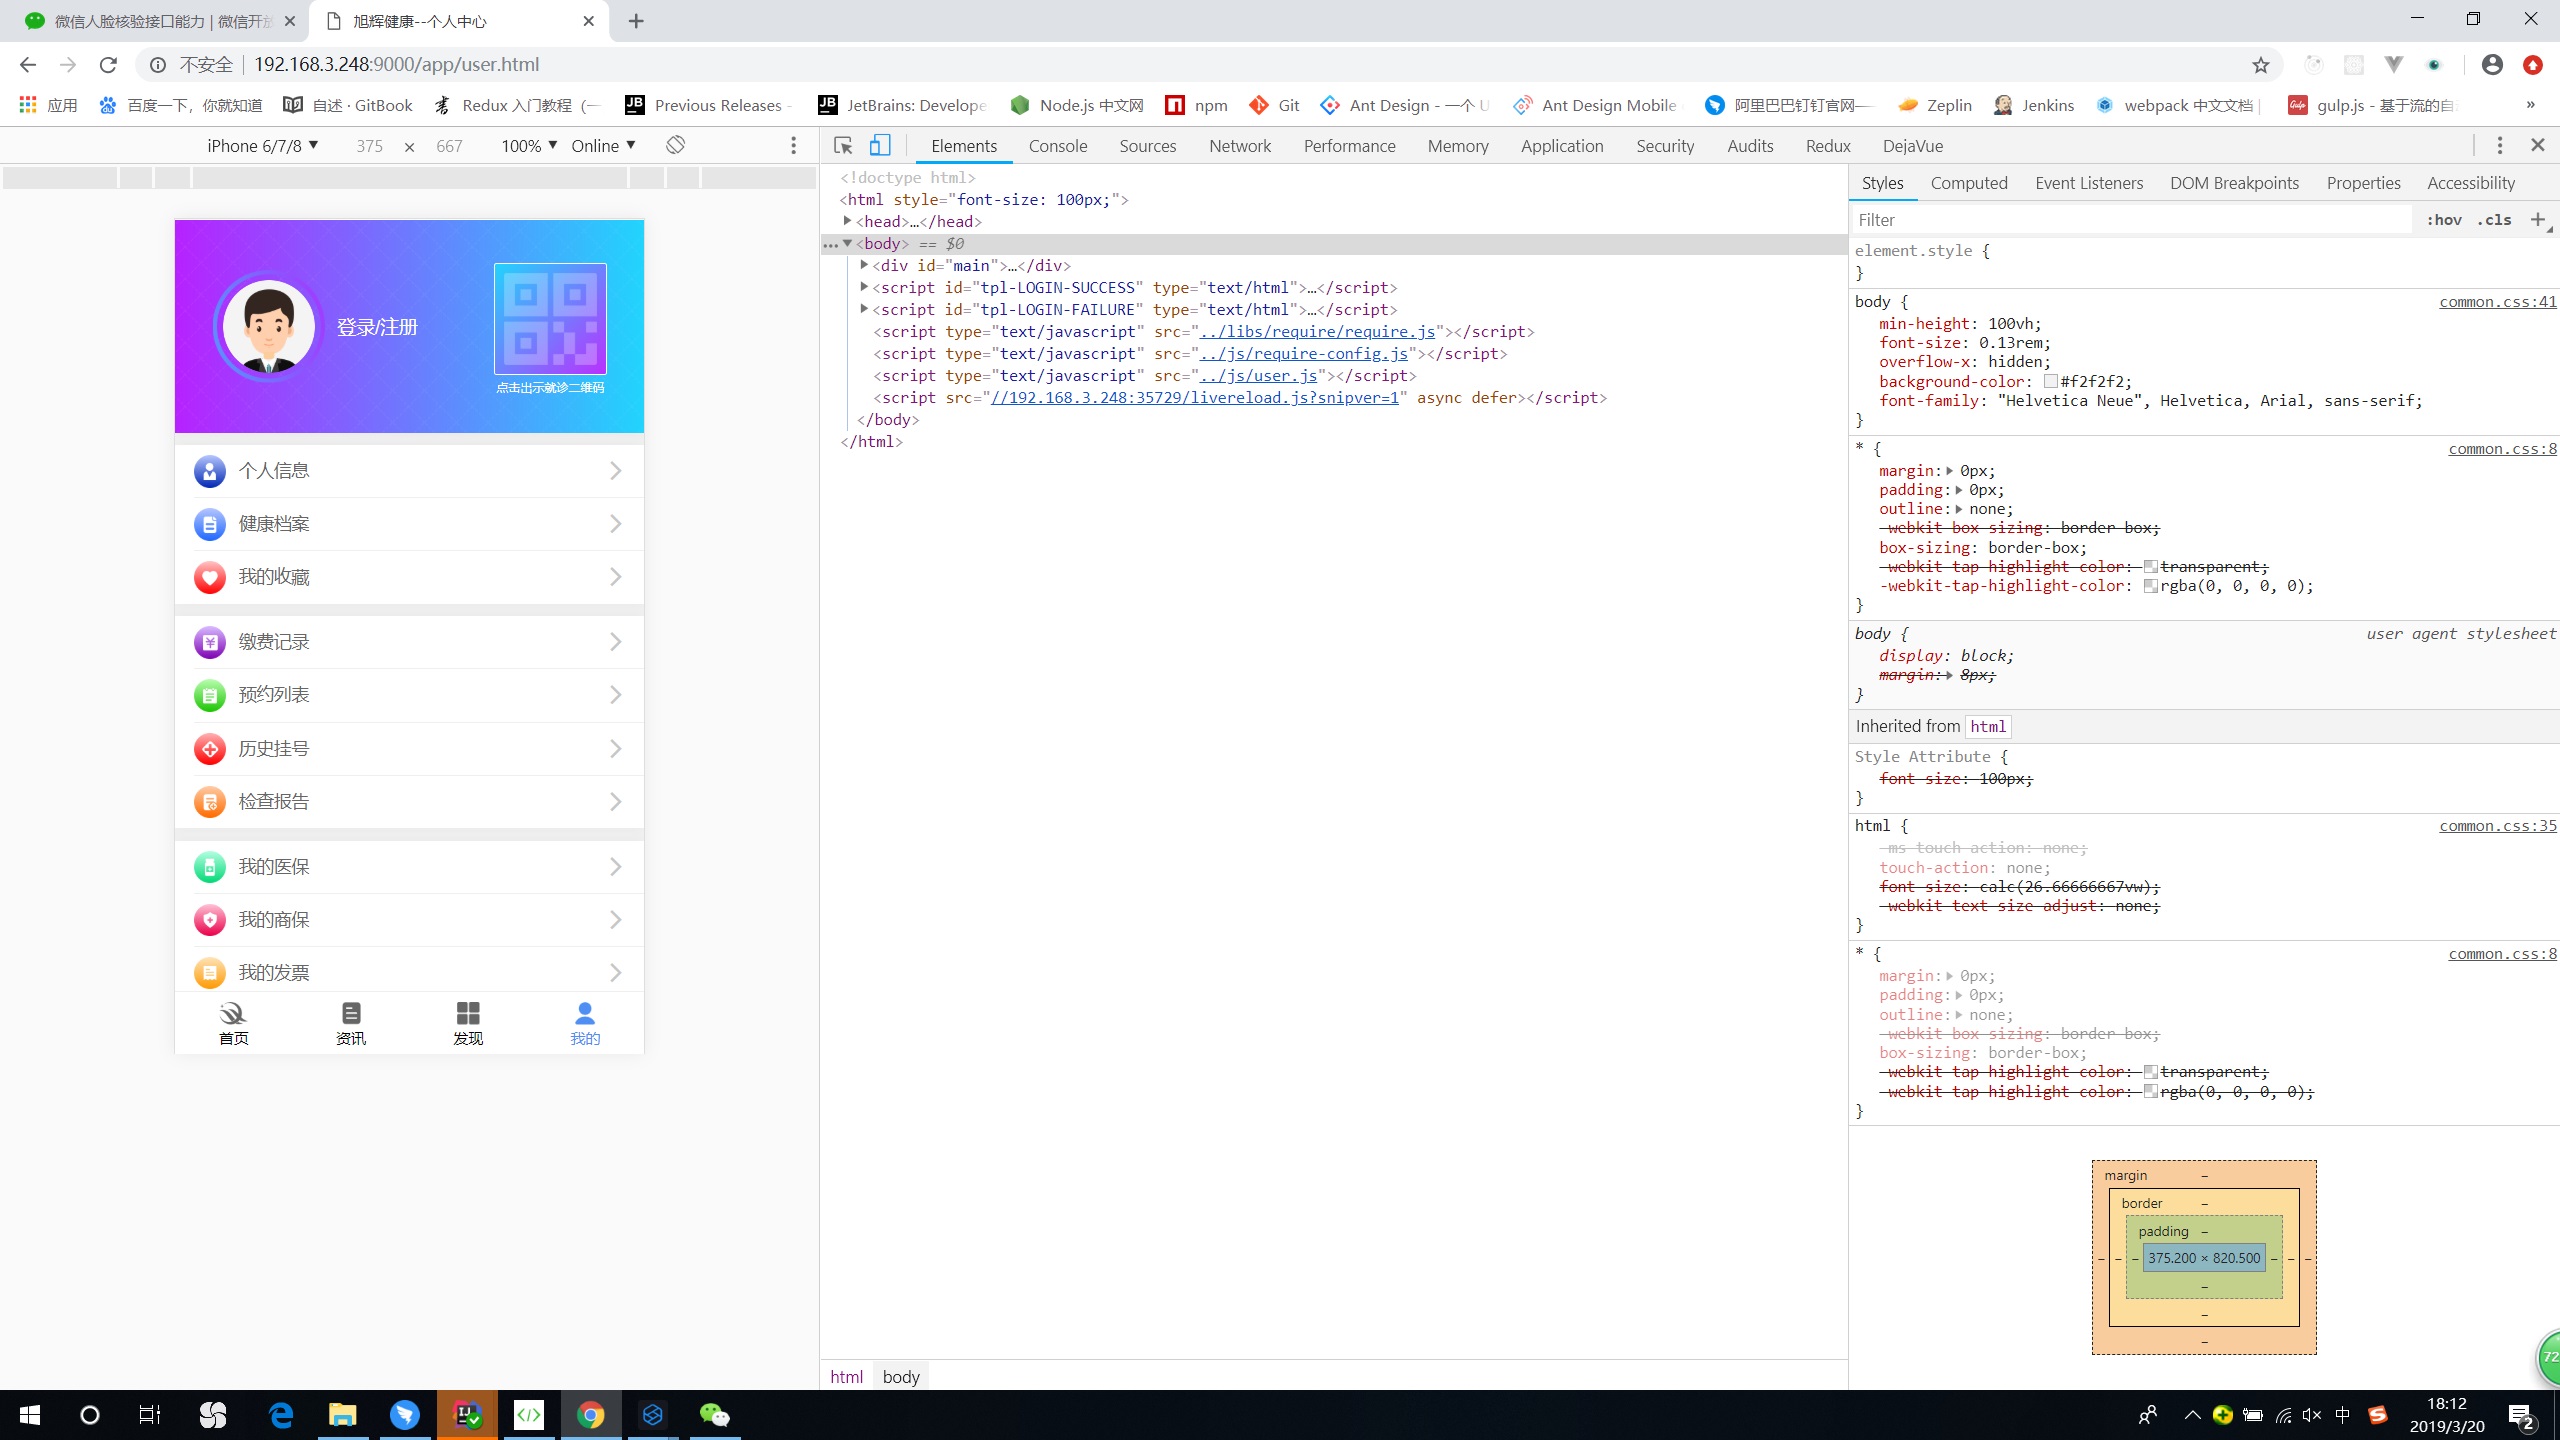 微信人脸核验接口能力 | 微信开放
旭辉健康--个人中心
不安全
192.168.3.248:9000/app/user.html
应用
百度一下，你就知道
自述 · GitBook
Redux 入门教程（一
Previous Releases -
JetBrains: Develope
Node.js 中文网
npm
Git
Ant Design - 一个 U
Ant Design Mobile
阿里巴巴钉钉官网——
Zeplin
Jenkins
webpack 中文文档 |
gulp.js - 基于流的自
»
iPhone 6/7/8 ▼ 375 × 667 100% ▼ Online ▼
Elements Console Sources Network Performance Memory Application Security Audits Redux DejaVue
登录/注册
点击出示就诊二维码
个人信息
健康档案
我的收藏
缴费记录
预约列表
历史挂号
检查报告
我的医保
我的商保
我的发票
首页 资讯 发现 我的
<!doctype html>
<html style="font-size: 100px;">
<head>…</head>
<body> == $0
<div id="main">…</div>
<script id="tpl-LOGIN-SUCCESS" type="text/html">…</script>
<script id="tpl-LOGIN-FAILURE" type="text/html">…</script>
<script type="text/javascript" src="../libs/require/require.js"></script>
<script type="text/javascript" src="../js/require-config.js"></script>
<script type="text/javascript" src="../js/user.js"></script>
<script src="//192.168.3.248:35729/livereload.js?snipver=1" async defer></script>
</body>
</html>
html body
Styles Computed Event Listeners DOM Breakpoints Properties Accessibility
Filter :hov .cls +
element.style {
}
body { common.css:41
min-height: 100vh;
font-size: 0.13rem;
overflow-x: hidden;
background-color: #f2f2f2;
font-family: "Helvetica Neue", Helvetica, Arial, sans-serif;
}
* { common.css:8
margin: 0px;
padding: 0px;
outline: none;
-webkit-box-sizing: border-box;
box-sizing: border-box;
-webkit-tap-highlight-color: transparent;
-webkit-tap-highlight-color: rgba(0, 0, 0, 0);
}
body { user agent stylesheet
display: block;
margin: 8px;
}
Inherited from html
Style Attribute {
font-size: 100px;
}
html { common.css:35
-ms-touch-action: none;
touch-action: none;
font-size: calc(26.66666667vw);
-webkit-text-size-adjust: none;
}
* { common.css:8
margin: 0px;
padding: 0px;
outline: none;
-webkit-box-sizing: border-box;
box-sizing: border-box;
-webkit-tap-highlight-color: transparent;
-webkit-tap-highlight-color: rgba(0, 0, 0, 0);
}
margin –
border –
padding –
– – – 375.200 × 820.500 – – –
–
–
–
72
中
18:12
2019/3/20
2